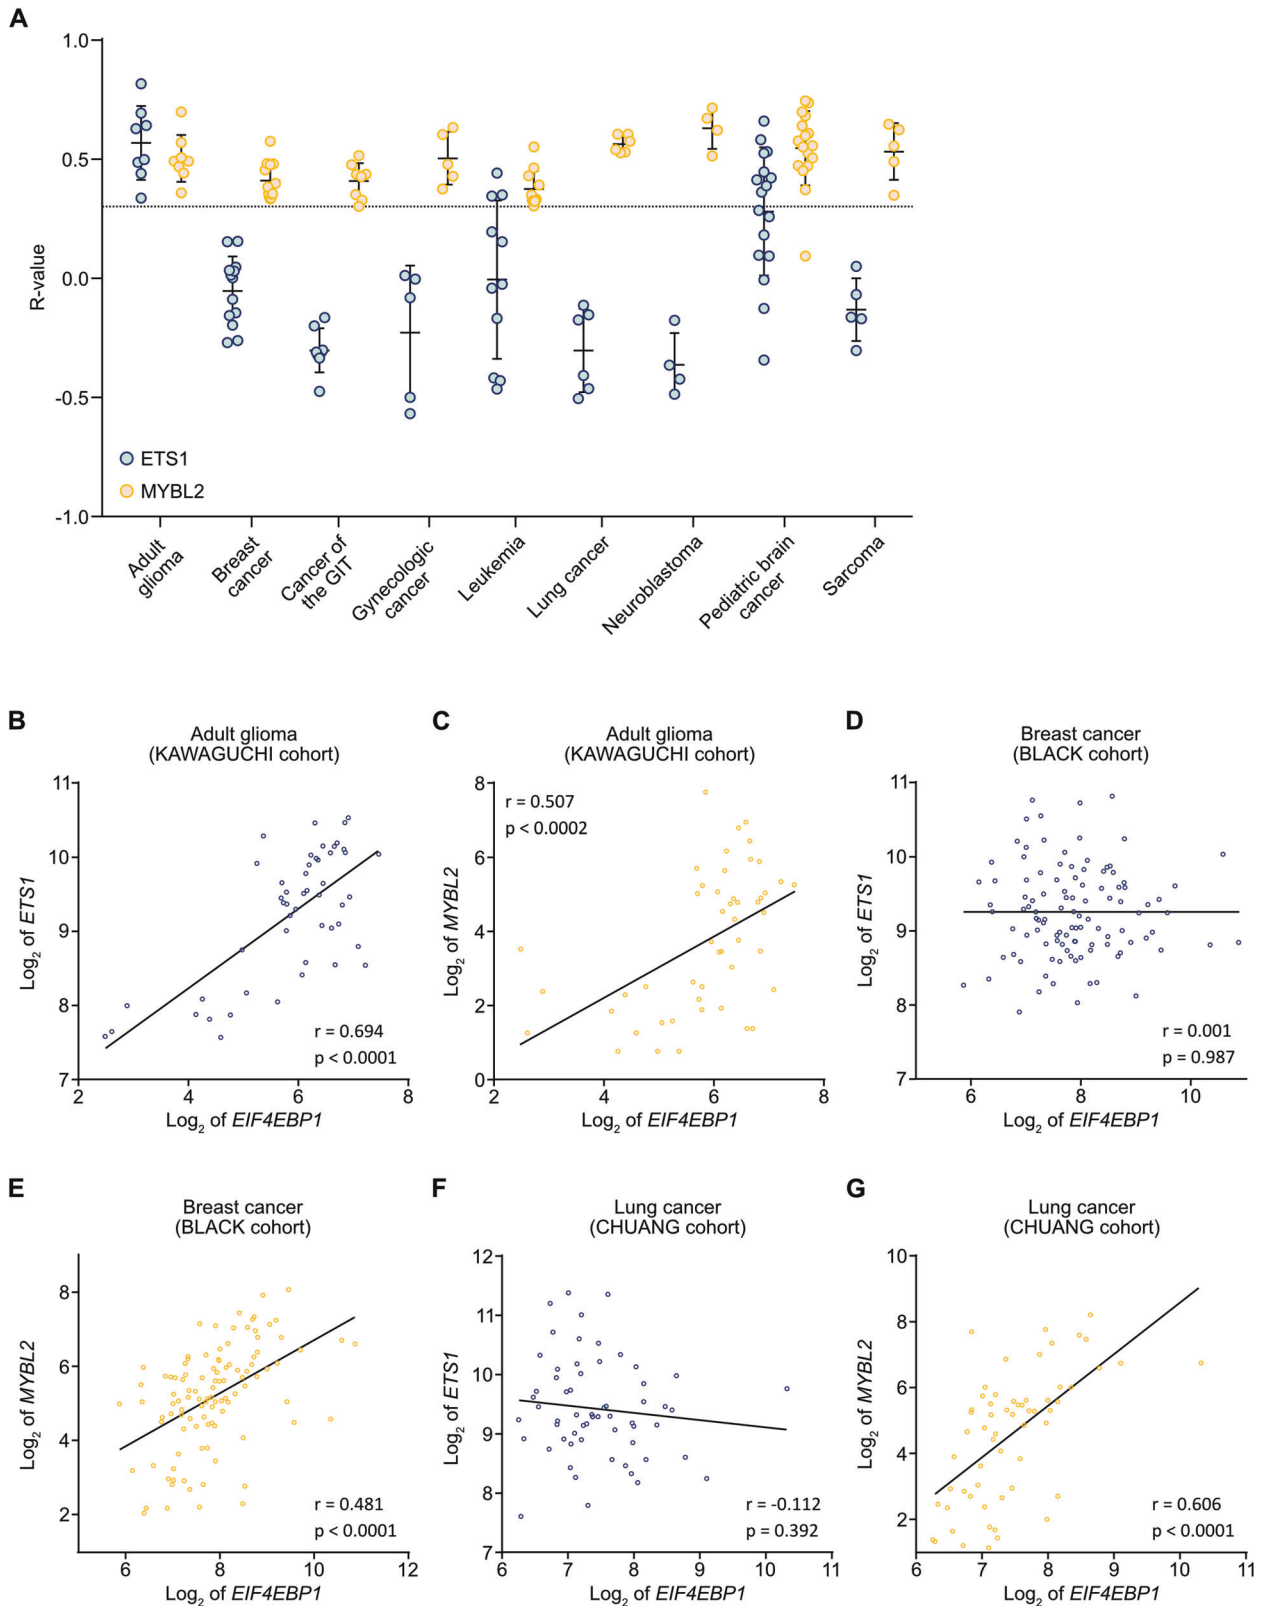 A
1.0
0.5
0.0
-0.5
-1.0
R-value
ETS1
MYBL2
Adult
glioma
Breast
cancer
Cancer of
the GIT
Gynecologic
cancer
Leukemia
Lung cancer
Neuroblastoma
Pediatric brain
cancer
Sarcoma
B
Adult glioma
(KAWAGUCHI cohort)
11
10
9
8
7
Log2 of ETS1
r = 0.694
p < 0.0001
2 4 6 8
Log2 of EIF4EBP1
C
Adult glioma
(KAWAGUCHI cohort)
r = 0.507
p < 0.0002
8
6
4
2
0
Log2 of MYBL2
2 4 6 8
Log2 of EIF4EBP1
D
Breast cancer
(BLACK cohort)
11
10
9
8
7
Log2 of ETS1
r = 0.001
p = 0.987
6 8 10
Log2 of EIF4EBP1
E
Breast cancer
(BLACK cohort)
8
6
4
2
Log2 of MYBL2
r = 0.481
p < 0.0001
6 8 10 12
Log2 of EIF4EBP1
F
Lung cancer
(CHUANG cohort)
12
11
10
9
8
7
Log2 of ETS1
r = -0.112
p = 0.392
6 7 8 9 10 11
Log2 of EIF4EBP1
G
Lung cancer
(CHUANG cohort)
10
8
6
4
2
Log2 of MYBL2
r = 0.606
p < 0.0001
6 7 8 9 10 11
Log2 of EIF4EBP1